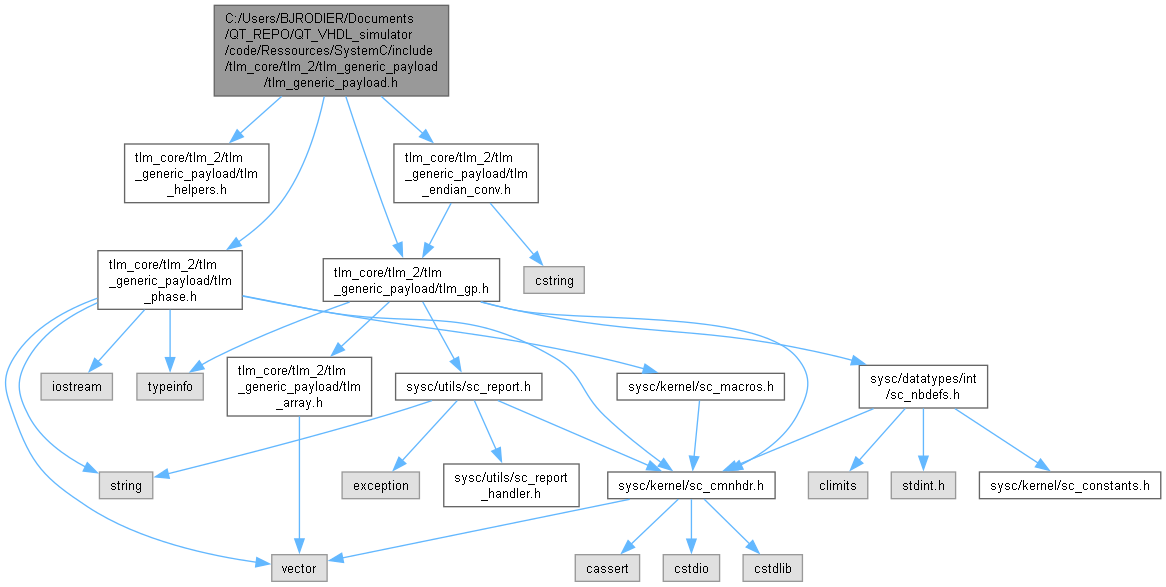 C:/Users/BJRODIER/Documents
/QT_REPO/QT_VHDL_simulator
/code/Ressources/SystemC/include
/tlm_core/tlm_2/tlm_generic_payload
/tlm_generic_payload.h
tlm_core/tlm_2/tlm
_generic_payload/tlm
_helpers.h
tlm_core/tlm_2/tlm
_generic_payload/tlm
_endian_conv.h
tlm_core/tlm_2/tlm
_generic_payload/tlm
_phase.h
tlm_core/tlm_2/tlm
_generic_payload/tlm_gp.h
cstring
iostream
typeinfo
tlm_core/tlm_2/tlm
_generic_payload/tlm
_array.h
sysc/utils/sc_report.h
sysc/kernel/sc_macros.h
sysc/datatypes/int
/sc_nbdefs.h
string
exception
sysc/utils/sc_report
_handler.h
sysc/kernel/sc_cmnhdr.h
climits
stdint.h
sysc/kernel/sc_constants.h
vector
cassert
cstdio
cstdlib